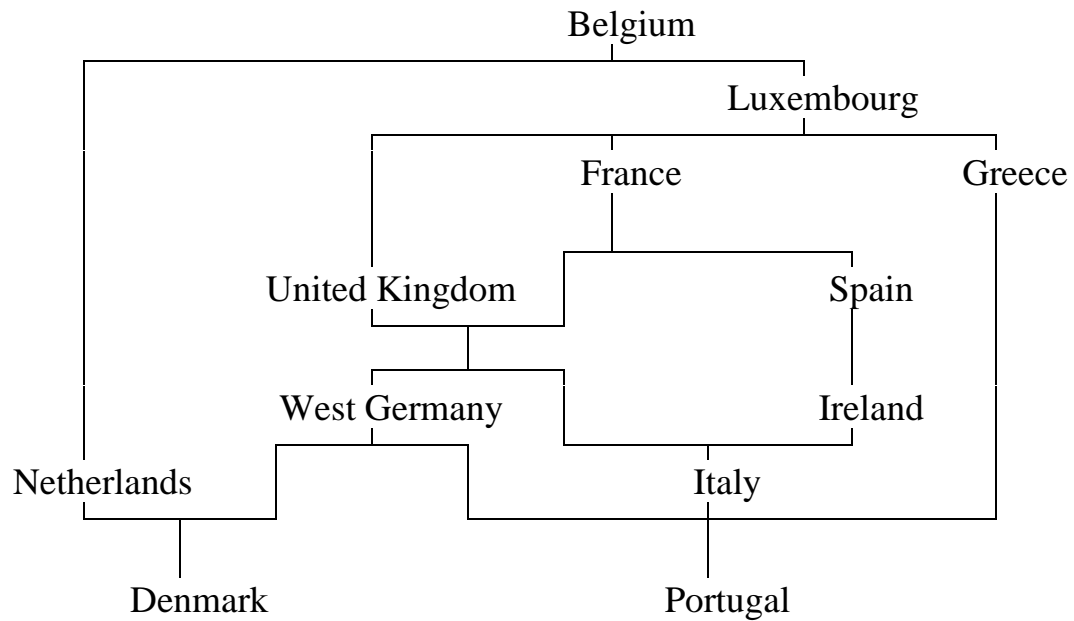 Belgium
Luxembourg
France
Greece
United Kingdom
Spain
West Germany
Ireland
Netherlands
Italy
Denmark
Portugal